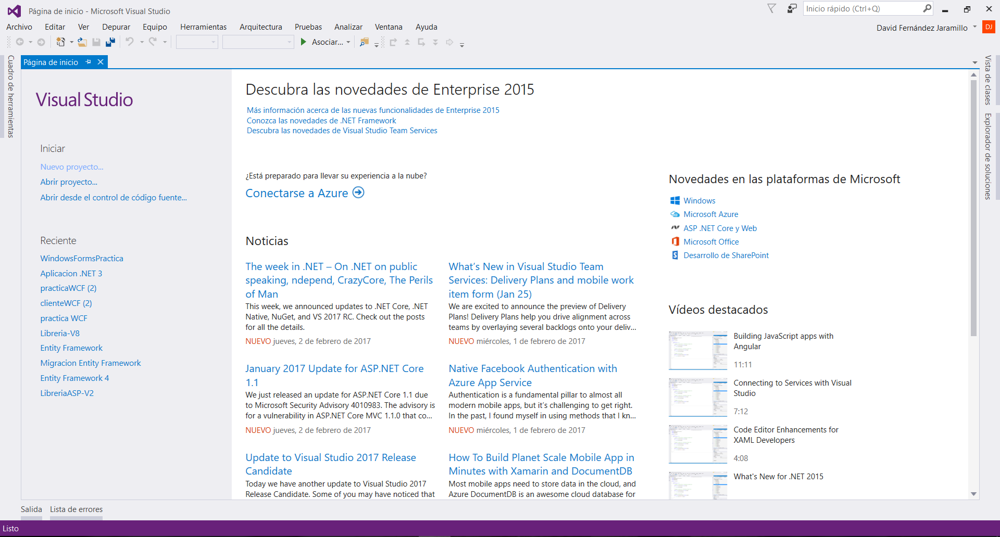 Página de inicio - Microsoft Visual Studio
Inicio rápido (Ctrl+Q)
Archivo Editar Ver Depurar Equipo Herramientas Arquitectura Pruebas Analizar Ventana Ayuda
David Fernández Jaramillo DJ
Asociar...
Cuadro de herramientas
Página de inicio
Vista de clases
Explorador de soluciones
Visual Studio
Iniciar
Nuevo proyecto...
Abrir proyecto...
Abrir desde el control de código fuente...
Reciente
WindowsFormsPractica
Aplicacion .NET 3
practicaWCF (2)
clienteWCF (2)
practica WCF
Libreria-V8
Entity Framework
Migracion Entity Framework
Entity Framework 4
LibreriaASP-V2
Descubra las novedades de Enterprise 2015
Más información acerca de las nuevas funcionalidades de Enterprise 2015
Conozca las novedades de .NET Framework
Descubra las novedades de Visual Studio Team Services
¿Está preparado para llevar su experiencia a la nube?
Conectarse a Azure
Noticias
The week in .NET – On .NET on public
speaking, ndepend, CrazyCore, The Perils
of Man
This week, we announced updates to .NET Core, .NET
Native, NuGet, and VS 2017 RC. Check out the posts
for all the details.
NUEVO jueves, 2 de febrero de 2017
What's New in Visual Studio Team
Services: Delivery Plans and mobile work
item form (Jan 25)
We are excited to announce the preview of Delivery
Plans! Delivery Plans help you drive alignment across
teams by overlaying several backlogs onto your deliv...
NUEVO miércoles, 1 de febrero de 2017
January 2017 Update for ASP.NET Core
1.1
We just released an update for ASP.NET Core 1.1 due
to Microsoft Security Advisory 4010983. The advisory is
for a vulnerability in ASP.NET Core MVC 1.1.0 that co...
NUEVO jueves, 2 de febrero de 2017
Native Facebook Authentication with
Azure App Service
Authentication is a fundamental pillar to almost all
modern mobile apps, but it's challenging to get right.
In the past, I found myself in using methods that I kn...
NUEVO miércoles, 1 de febrero de 2017
Update to Visual Studio 2017 Release
Candidate
Today we have another update to Visual Studio 2017
Release Candidate. Some of you may have noticed that
How To Build Planet Scale Mobile App in
Minutes with Xamarin and DocumentDB
Most mobile apps need to store data in the cloud, and
Azure DocumentDB is an awesome cloud database for
Novedades en las plataformas de Microsoft
Windows
Microsoft Azure
ASP .NET Core y Web
Microsoft Office
Desarrollo de SharePoint
Vídeos destacados
Building JavaScript apps with
Angular
11:11
Connecting to Services with Visual
Studio
7:12
Code Editor Enhancements for
XAML Developers
4:08
What's New for .NET 2015
Salida Lista de errores
Listo